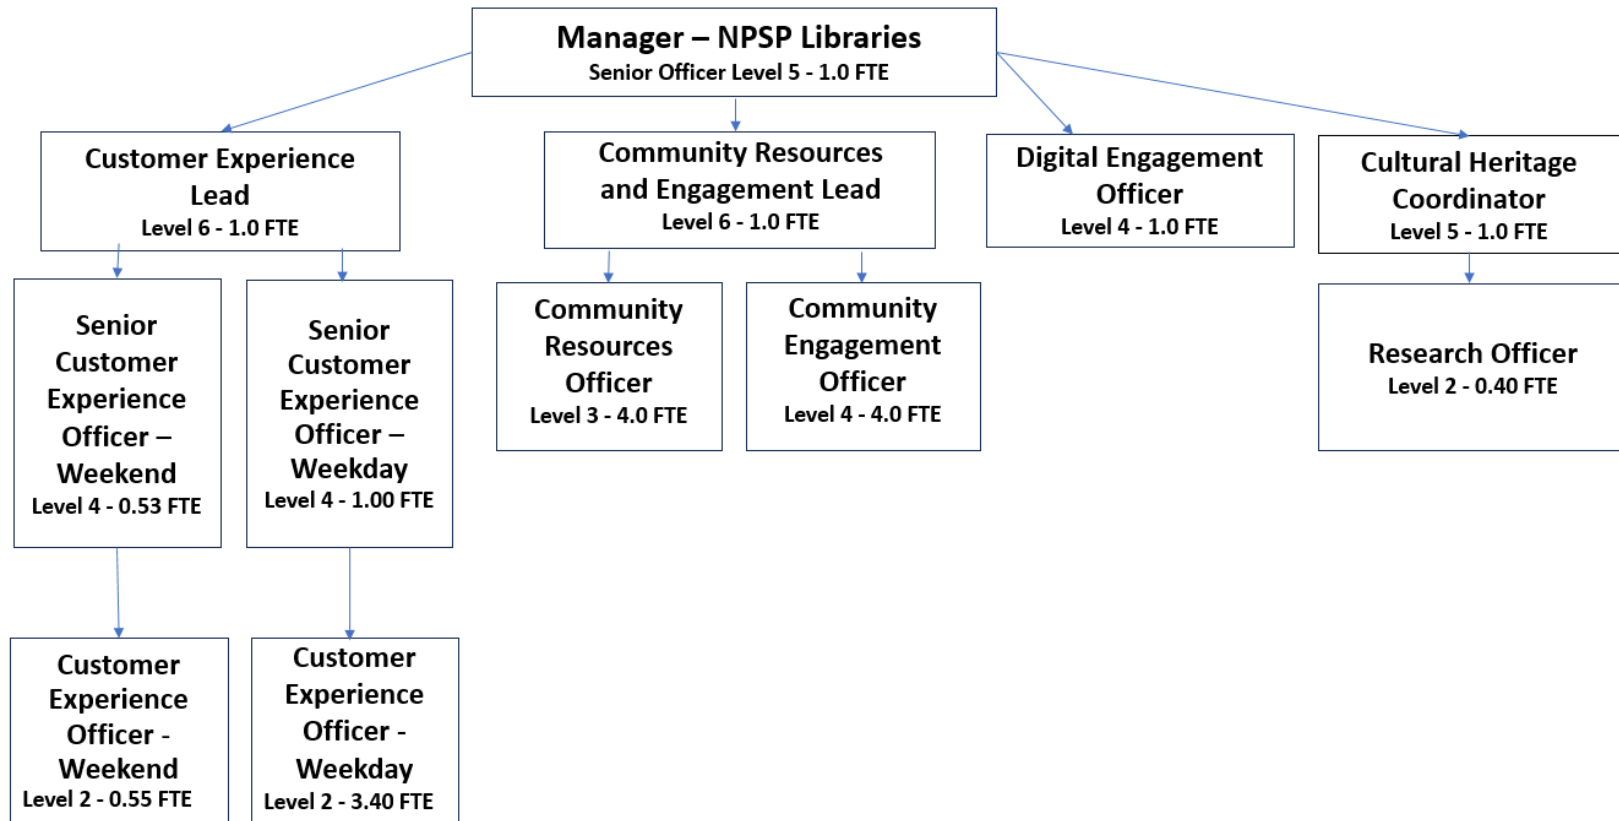 Manager – NPSP Libraries
Senior Officer Level 5 - 1.0 FTE
Customer Experience
Lead
Level 6 - 1.0 FTE
Community Resources
and Engagement Lead
Level 6 - 1.0 FTE
Digital Engagement
Officer
Level 4 - 1.0 FTE
Cultural Heritage
Coordinator
Level 5 - 1.0 FTE
Senior
Customer
Experience
Officer –
Weekend
Level 4 - 0.53 FTE
Senior
Customer
Experience
Officer –
Weekday
Level 4 - 1.00 FTE
Community
Resources
Officer
Level 3 - 4.0 FTE
Community
Engagement
Officer
Level 4 - 4.0 FTE
Research Officer
Level 2 - 0.40 FTE
Customer
Experience
Officer -
Weekend
Level 2 - 0.55 FTE
Customer
Experience
Officer -
Weekday
Level 2 - 3.40 FTE